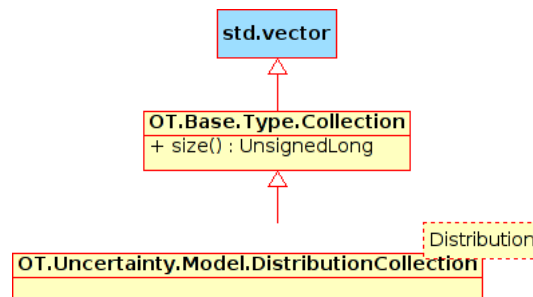 std.vector
OT.Base.Type.Collection
+ size() : UnsignedLong
Distribution
OT.Uncertainty.Model.DistributionCollection